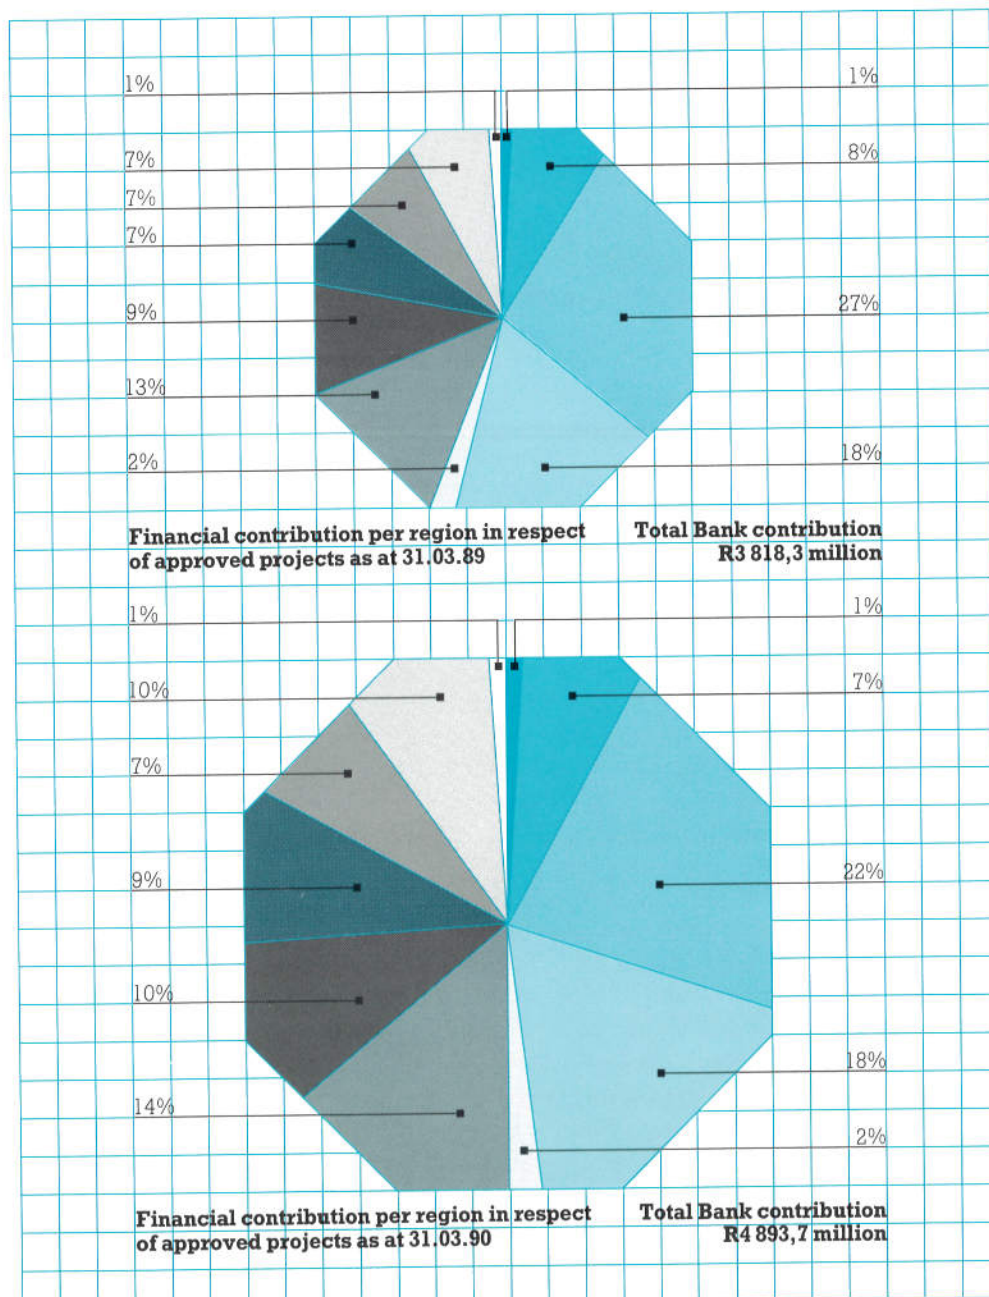 1%
1%
7%
8%
7%
7%
9%
27%
13%
2%
18%
Financial contribution per region in respect
of approved projects as at 31.03.89
Total Bank contribution
R3 818,3 million
1%
1%
10%
7%
7%
9%
22%
10%
14%
18%
2%
Financial contribution per region in respect
of approved projects as at 31.03.90
Total Bank contribution
R4 893,7 million